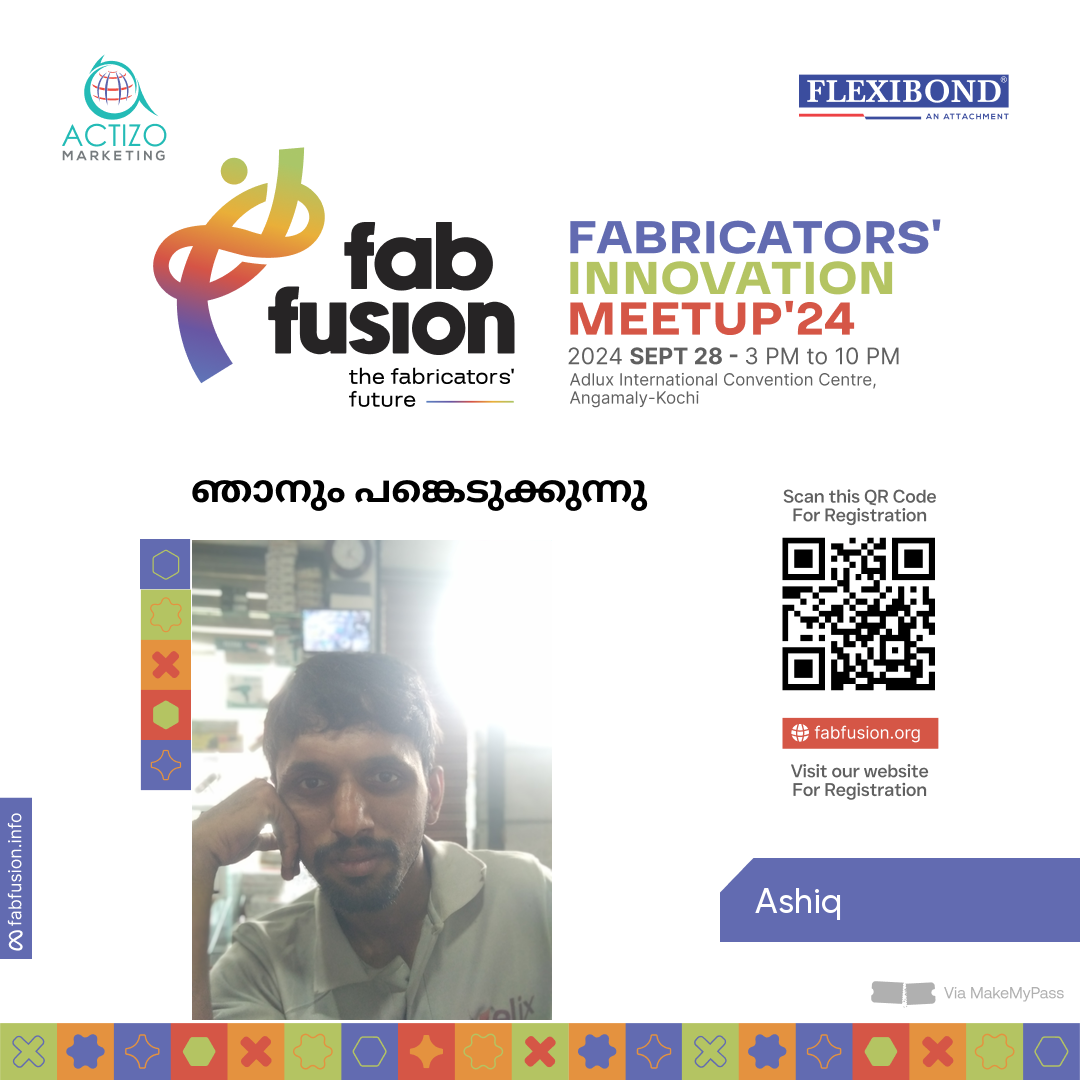 ACTIZO
MARKETING
FLEXIBOND®
AN ATTACHMENT
fab
fusion
the fabricators'
future
FABRICATORS'
INNOVATION
MEETUP'24
2024 SEPT 28 - 3 PM to 10 PM
Adlux International Convention Centre,
Angamaly-Kochi
ഞാനും പങ്കെടുക്കുന്നു
Scan this QR Code
For Registration
fabfusion.org
Visit our website
For Registration
fabfusion.info
Ashiq
Via MakeMyPass